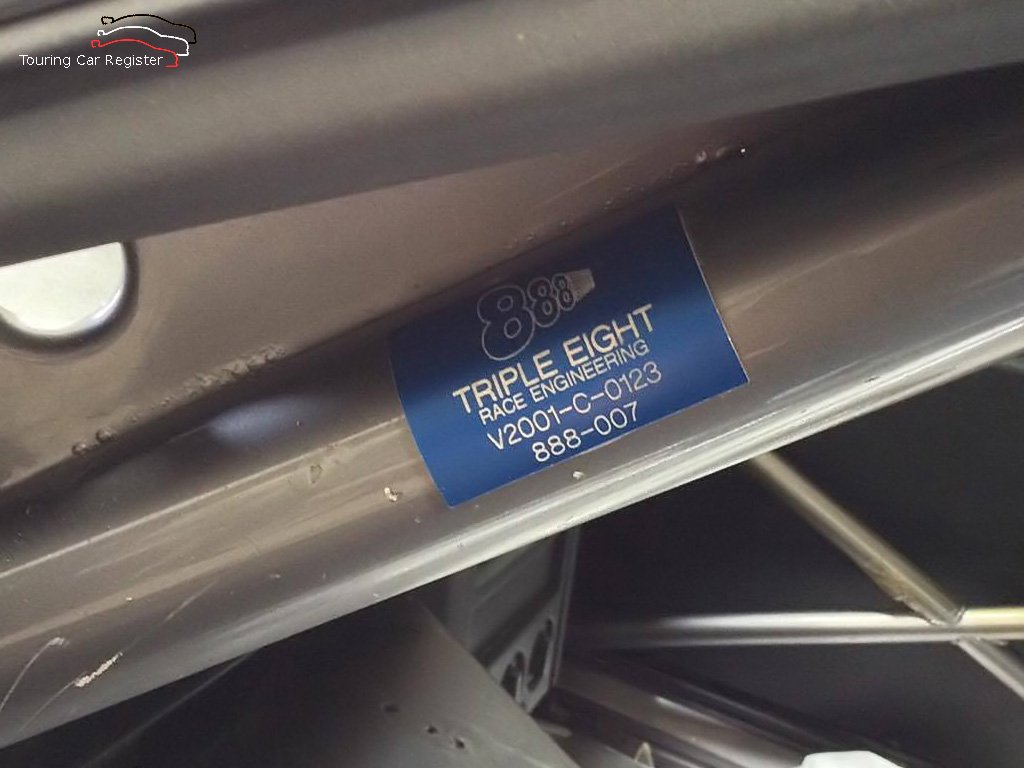 Touring Car Register
888
TRIPLE EIGHT
RACE ENGINEERING
V2001-C-0123
888-007